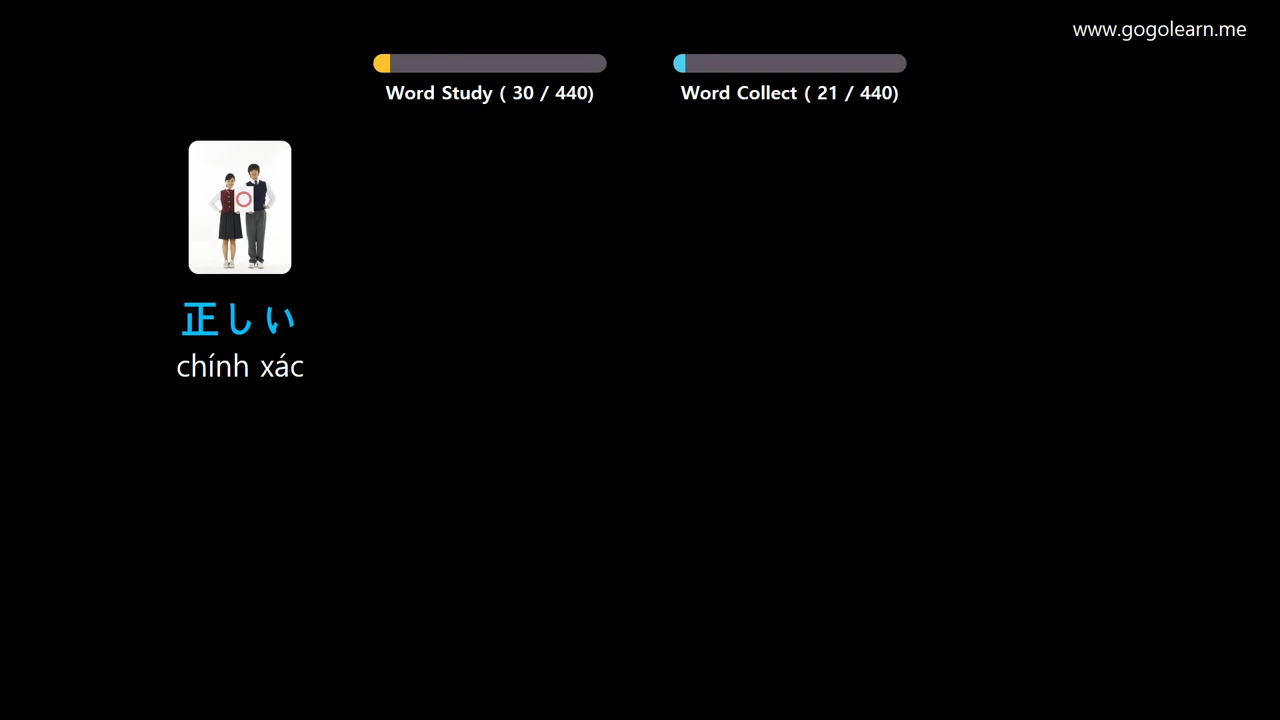 www.gogolearn.me
Word Study ( 30 / 440)
Word Collect ( 21 / 440)
正しい
chính xác